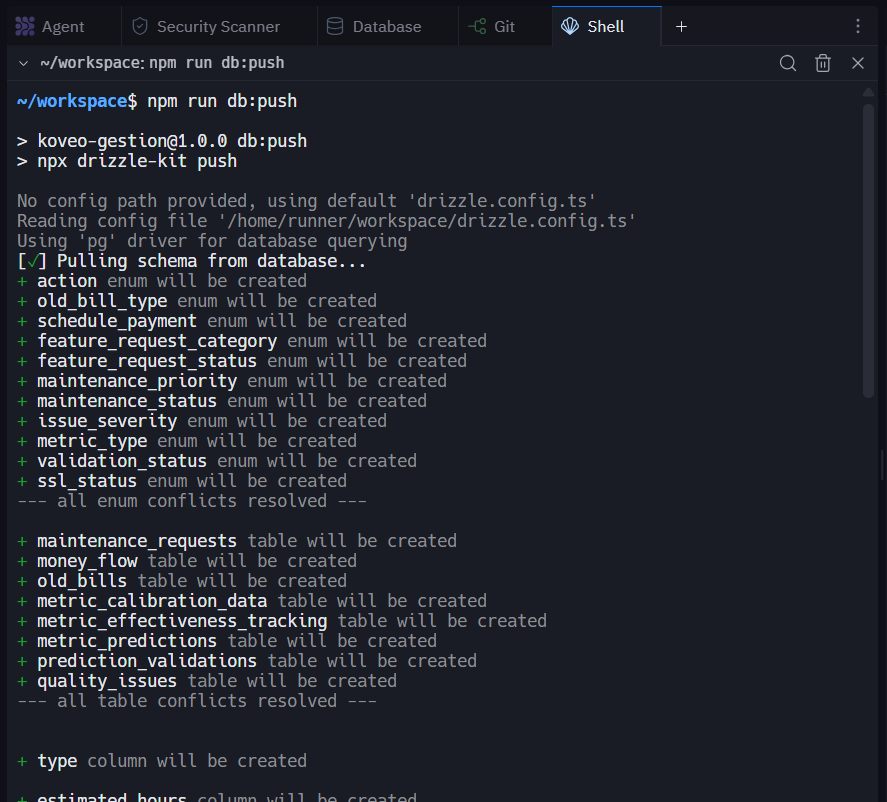 Agent
Security Scanner
Database
Git
Shell
~/workspace: npm run db:push
~/workspace$ npm run db:push
> koveo-gestion@1.0.0 db:push
> npx drizzle-kit push
No config path provided, using default 'drizzle.config.ts'
Reading config file '/home/runner/workspace/drizzle.config.ts'
Using 'pg' driver for database querying
[✓] Pulling schema from database...
+ action enum will be created
+ old_bill_type enum will be created
+ schedule_payment enum will be created
+ feature_request_category enum will be created
+ feature_request_status enum will be created
+ maintenance_priority enum will be created
+ maintenance_status enum will be created
+ issue_severity enum will be created
+ metric_type enum will be created
+ validation_status enum will be created
+ ssl_status enum will be created
--- all enum conflicts resolved ---
+ maintenance_requests table will be created
+ money_flow table will be created
+ old_bills table will be created
+ metric_calibration_data table will be created
+ metric_effectiveness_tracking table will be created
+ metric_predictions table will be created
+ prediction_validations table will be created
+ quality_issues table will be created
--- all table conflicts resolved ---
+ type column will be created
+ estimated_hours column will be created